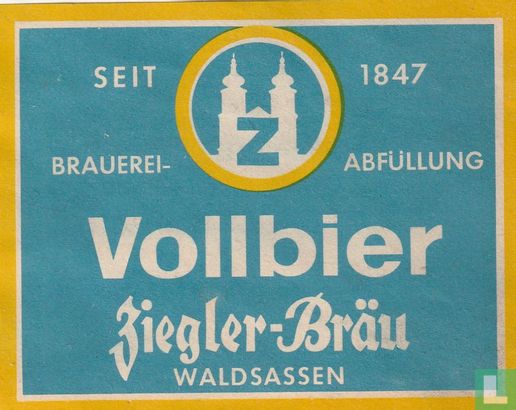 SEIT 1847
Z
BRAUEREI- ABFÜLLUNG
Vollbier
Ziegler-Bräu
WALDSASSEN
L